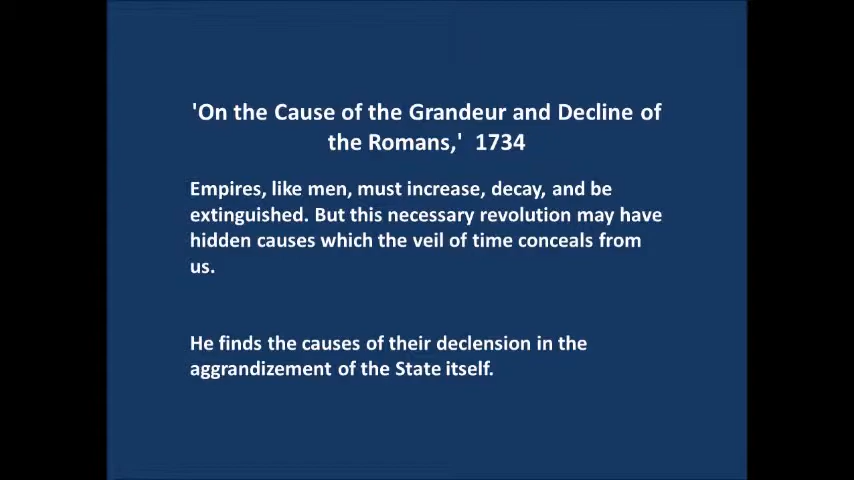 'On the Cause of the Grandeur and Decline of
the Romans,' 1734
Empires, like men, must increase, decay, and be
extinguished. But this necessary revolution may have
hidden causes which the veil of time conceals from
us.
He finds the causes of their declension in the
aggrandizement of the State itself.